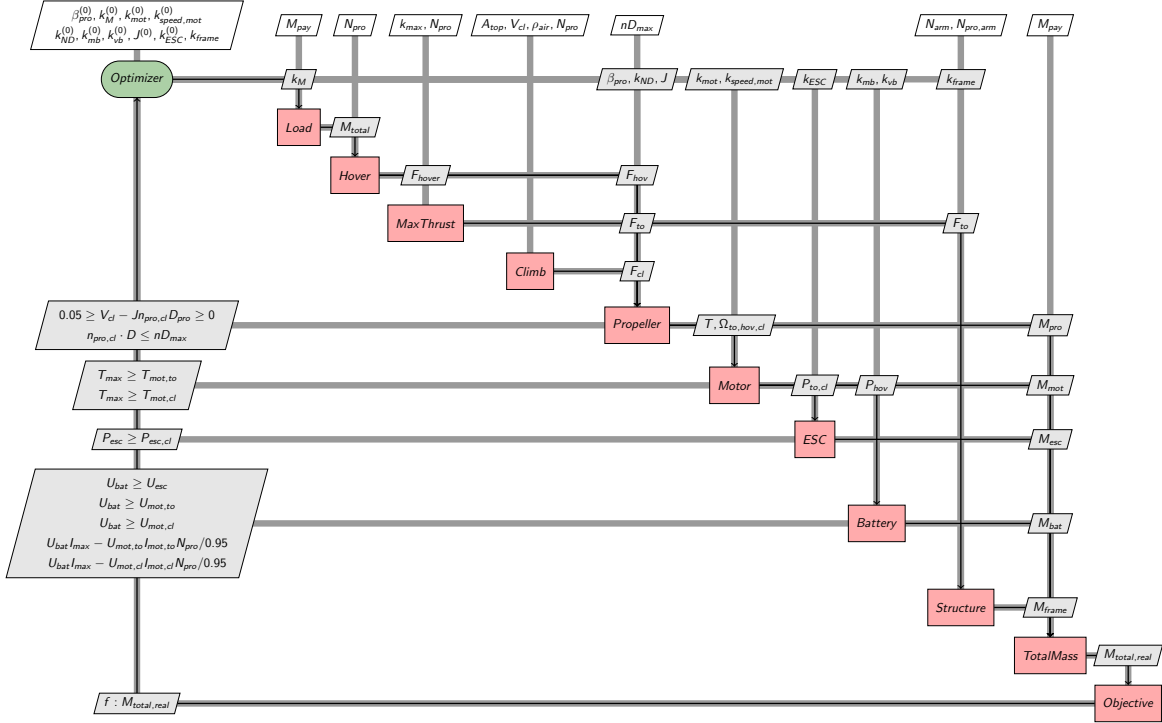 β_pro^(0), k_M^(0), k_mot^(0), k_speed,mot^(0)
k_ND^(0), k_mb^(0), k_vb^(0), J^(0), k_ESC^(0), k_frame
M_pay
N_pro
k_max, N_pro
A_top, V_cl, ρ_air, N_pro
nD_max
N_arm, N_pro,arm
M_pay
Optimizer
k_M
β_pro, k_ND, J
k_mot, k_speed,mot
k_ESC
k_mb, k_vb
k_frame
Load
M_total
Hover
F_hover
F_hov
MaxThrust
F_to
F_to
Climb
F_cl
0.05 ≥ V_cl − Jn_pro,cl D_pro ≥ 0
n_pro,cl · D ≤ nD_max
Propeller
T, Ω_to,hov,cl
M_pro
T_max ≥ T_mot,to
T_max ≥ T_mot,cl
Motor
P_to,cl
P_hov
M_mot
P_esc ≥ P_esc,cl
ESC
M_esc
U_bat ≥ U_esc
U_bat ≥ U_mot,to
U_bat ≥ U_mot,cl
U_bat I_max − U_mot,to I_mot,to N_pro/0.95
U_bat I_max − U_mot,cl I_mot,cl N_pro/0.95
Battery
M_bat
Structure
M_frame
TotalMass
M_total,real
f : M_total,real
Objective